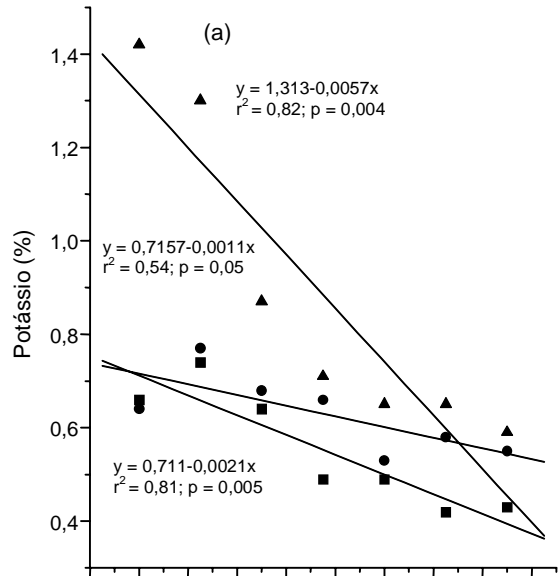 (a)
1,4
y = 1,313-0,0057x
r² = 0,82; p = 0,004
1,2
Potássio (%)
1,0
y = 0,7157-0,0011x
r² = 0,54; p = 0,05
0,8
0,6
y = 0,711-0,0021x
r² = 0,81; p = 0,005
0,4